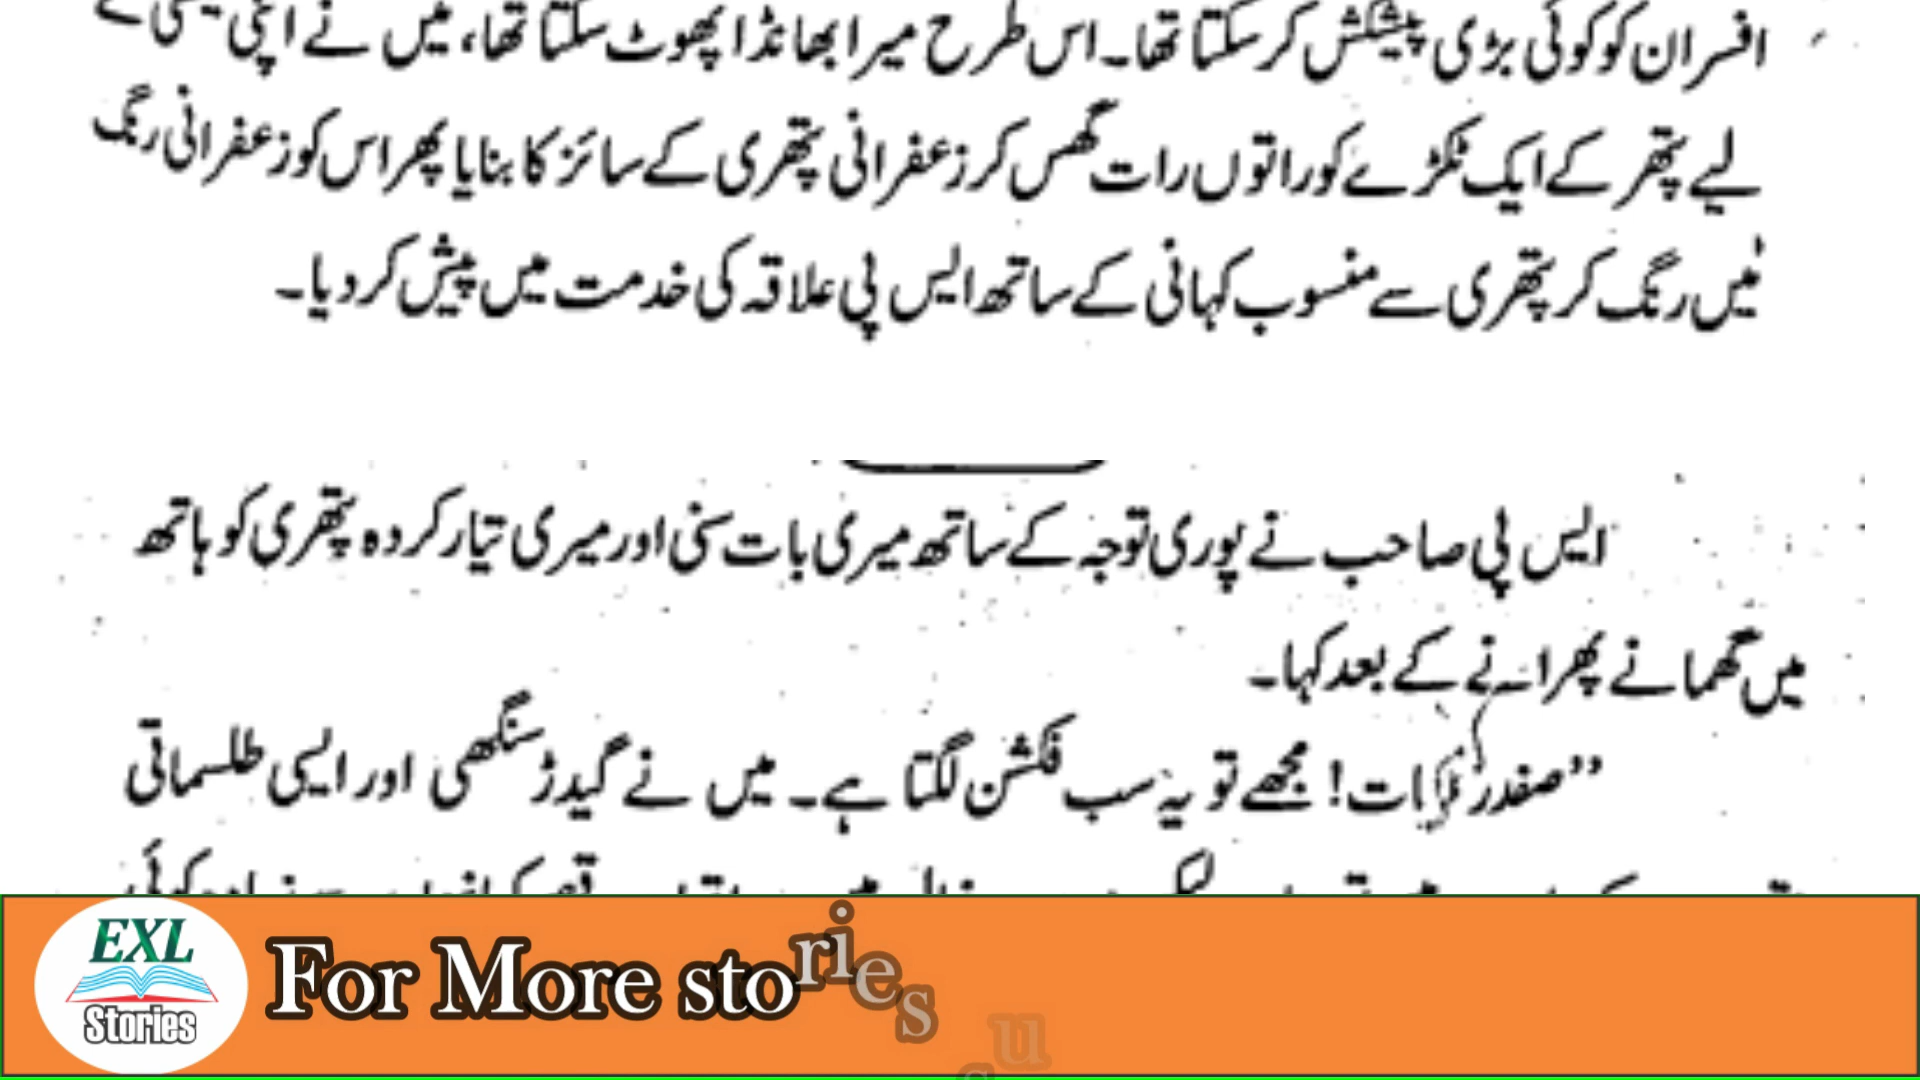 افسران کو کوئی بڑی پیشکش کر سکتا تھا۔ اس طرح میرا بھانڈا پھوٹ سکتا تھا، میں نے اپنی
لیے پتھر کے ایک ٹکڑے کو راتوں رات گھس کر زعفرانی پتھری کے سائز کا بنایا پھر اس کو زعفرانی رنگ
میں رنگ کر پتھری سے منسوب کہانی کے ساتھ ایس پی علاقہ کی خدمت میں پیش کر دیا۔
ایس پی صاحب نے پوری توجہ کے ساتھ میری بات سنی اور میری تیار کردہ پتھری کو ہاتھ
میں گھمانے پھرانے کے بعد کہا۔
”صفدر ! مجھے تو یہ سب فکشن لگتا ہے۔ میں نے گیدڑ سنگھی اور ایسی طلسماتی
EXL
Stories
For More stories